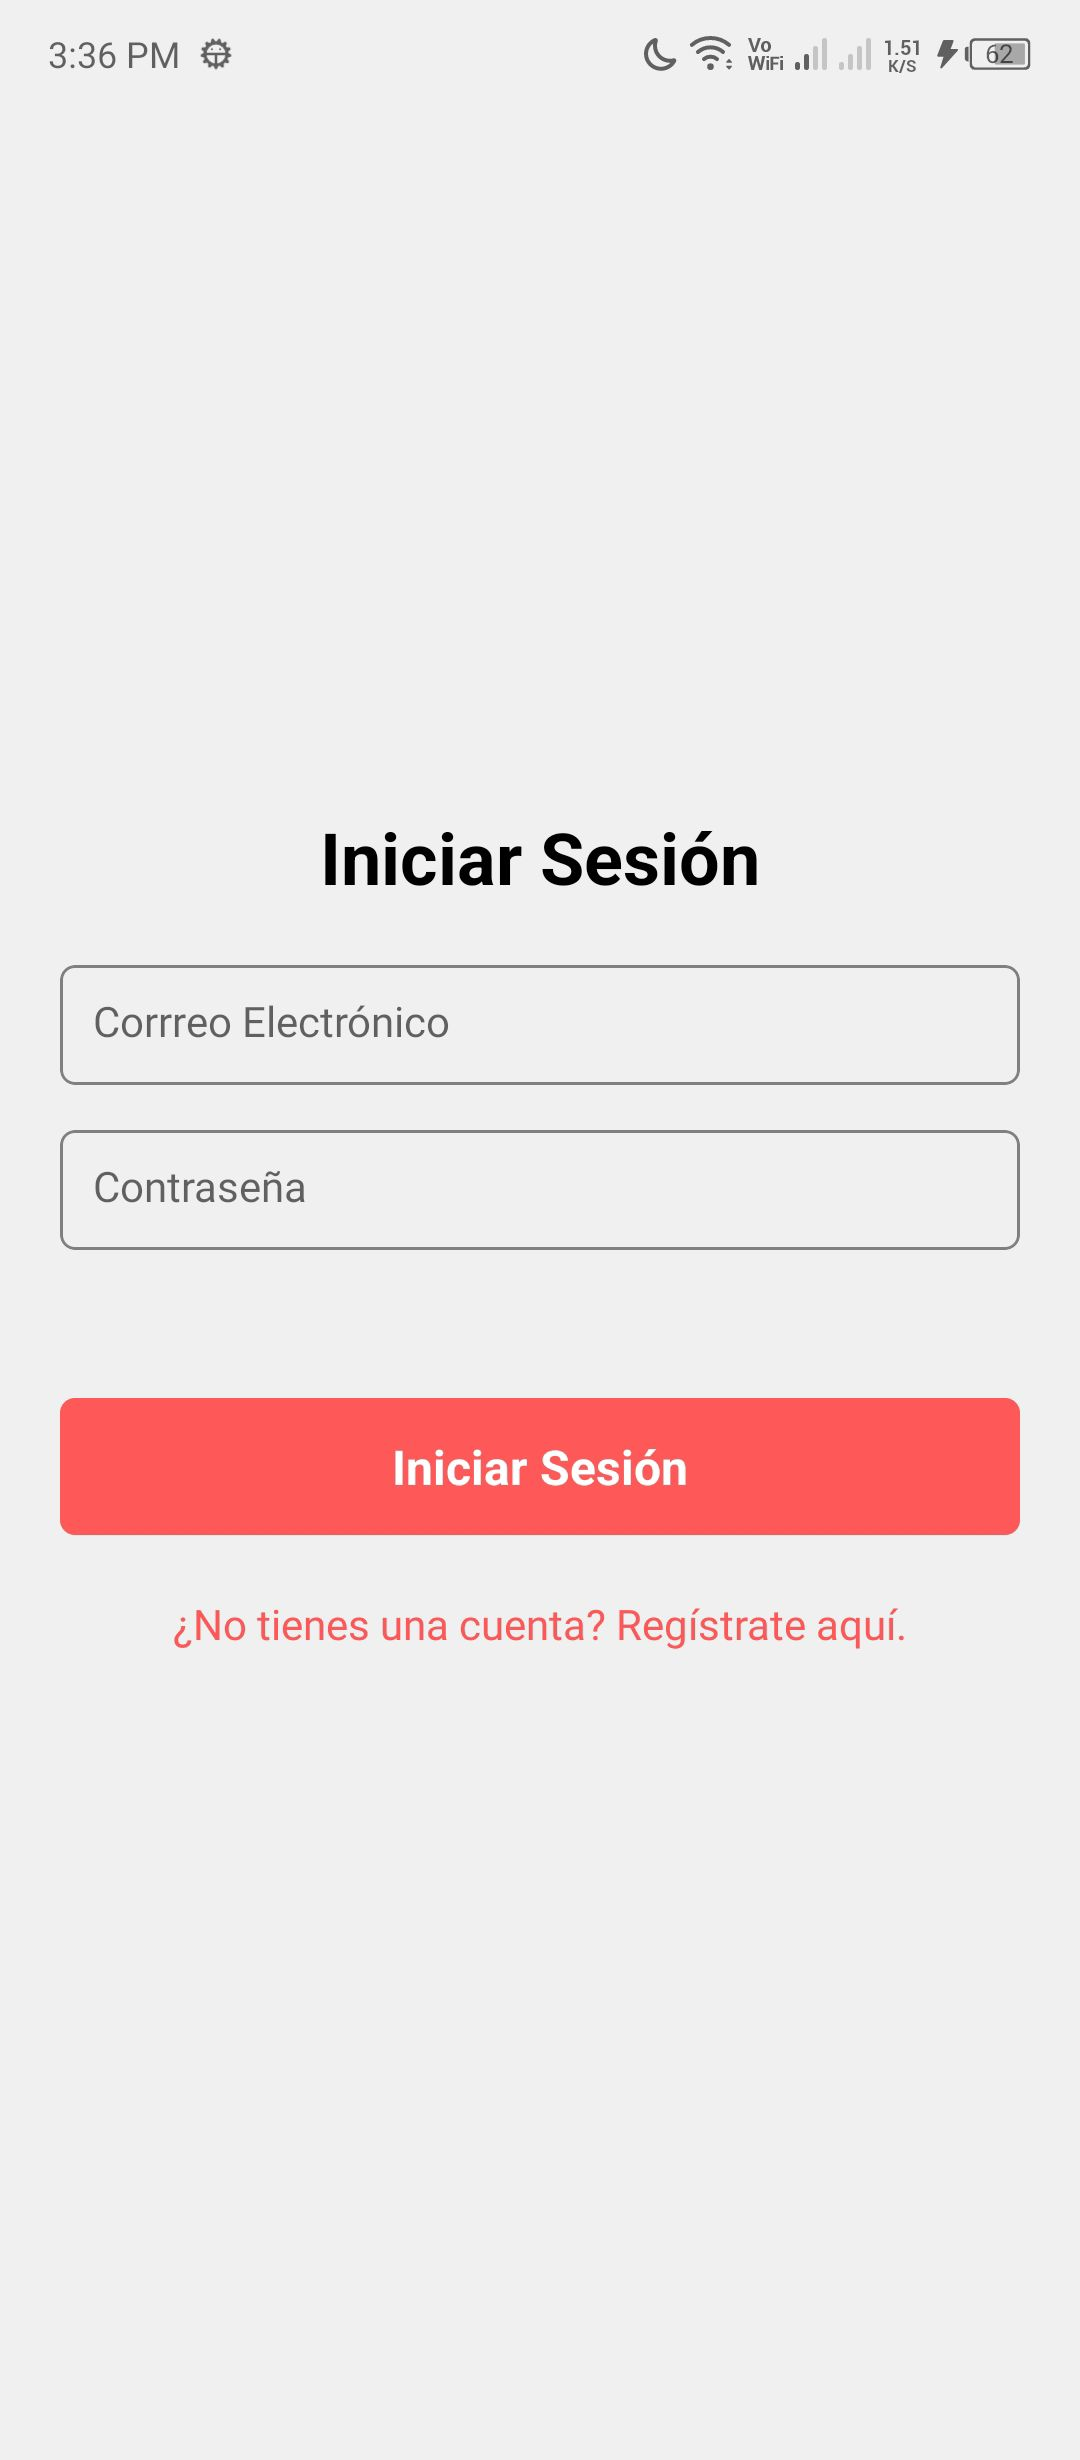 3:36 PM Vo WiFi 1.51 K/S 62
Iniciar Sesión
Corrreo Electrónico
Contraseña
Iniciar Sesión
¿No tienes una cuenta? Regístrate aquí.